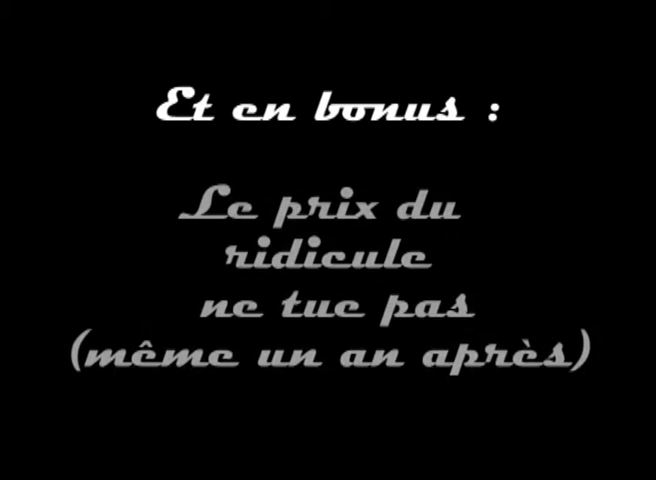 Et en bonus :
Le prix du
ridicule
ne tue pas
(même un an après)